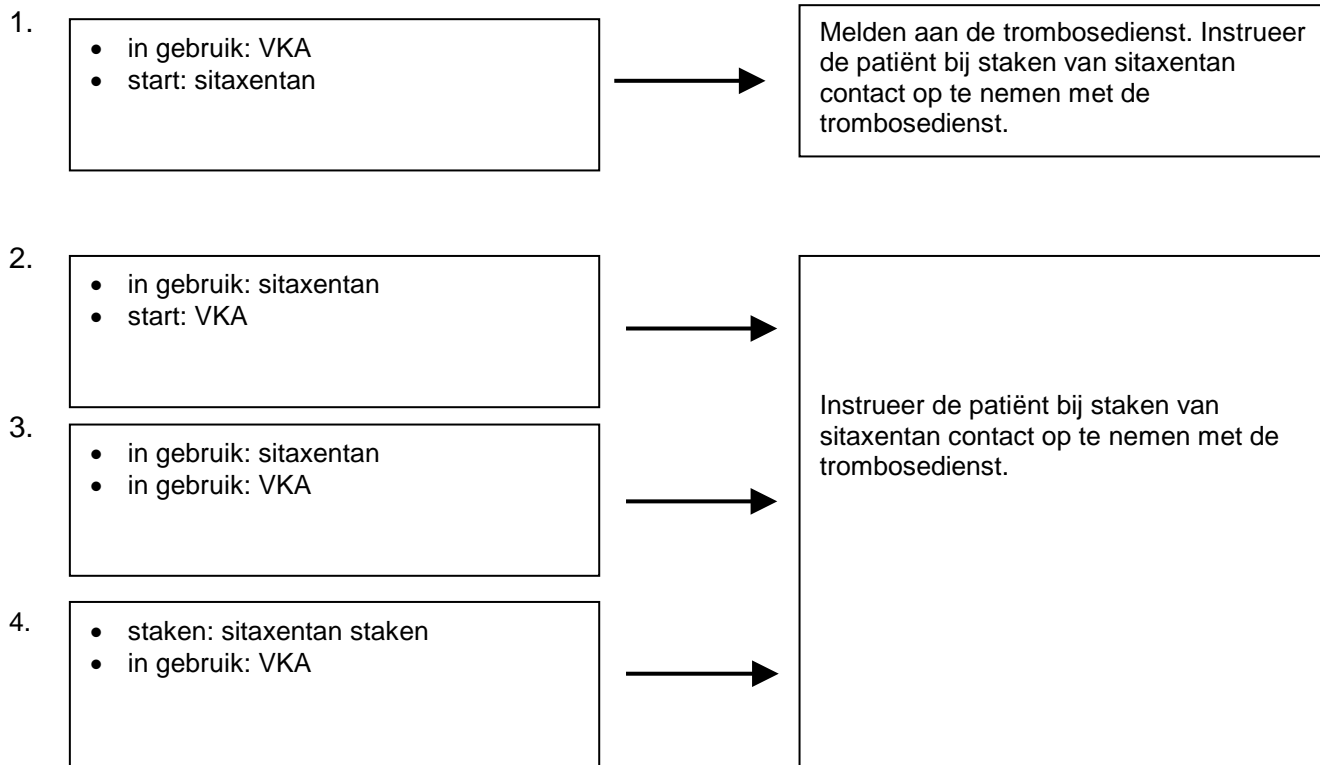 1.
• in gebruik: VKA
• start: sitaxentan
Melden aan de trombosedienst. Instrueer
de patiënt bij staken van sitaxentan
contact op te nemen met de
trombosedienst.
2.
• in gebruik: sitaxentan
• start: VKA
3.
• in gebruik: sitaxentan
• in gebruik: VKA
4.
• staken: sitaxentan staken
• in gebruik: VKA
Instrueer de patiënt bij staken van
sitaxentan contact op te nemen met de
trombosedienst.